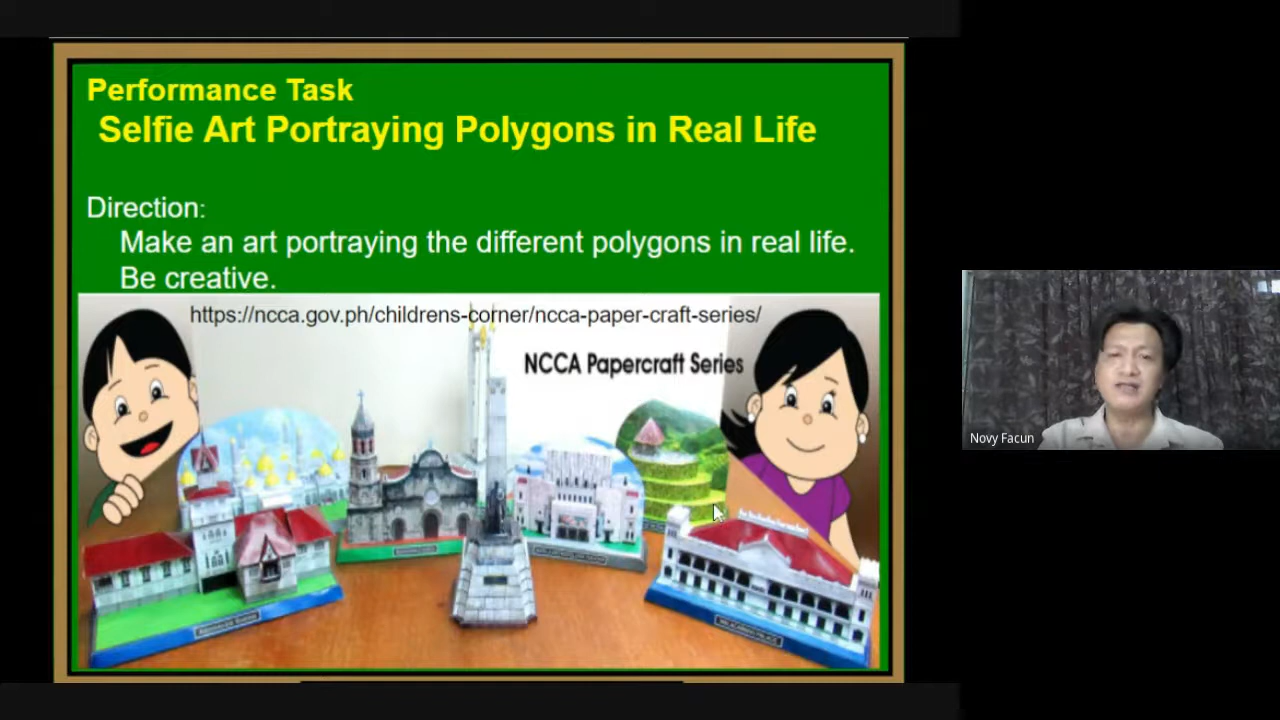 Performance Task
Selfie Art Portraying Polygons in Real Life
Direction:
Make an art portraying the different polygons in real life.
Be creative.
https://ncca.gov.ph/childrens-corner/ncca-paper-craft-series/
NCCA Papercraft Series
Novy Facun